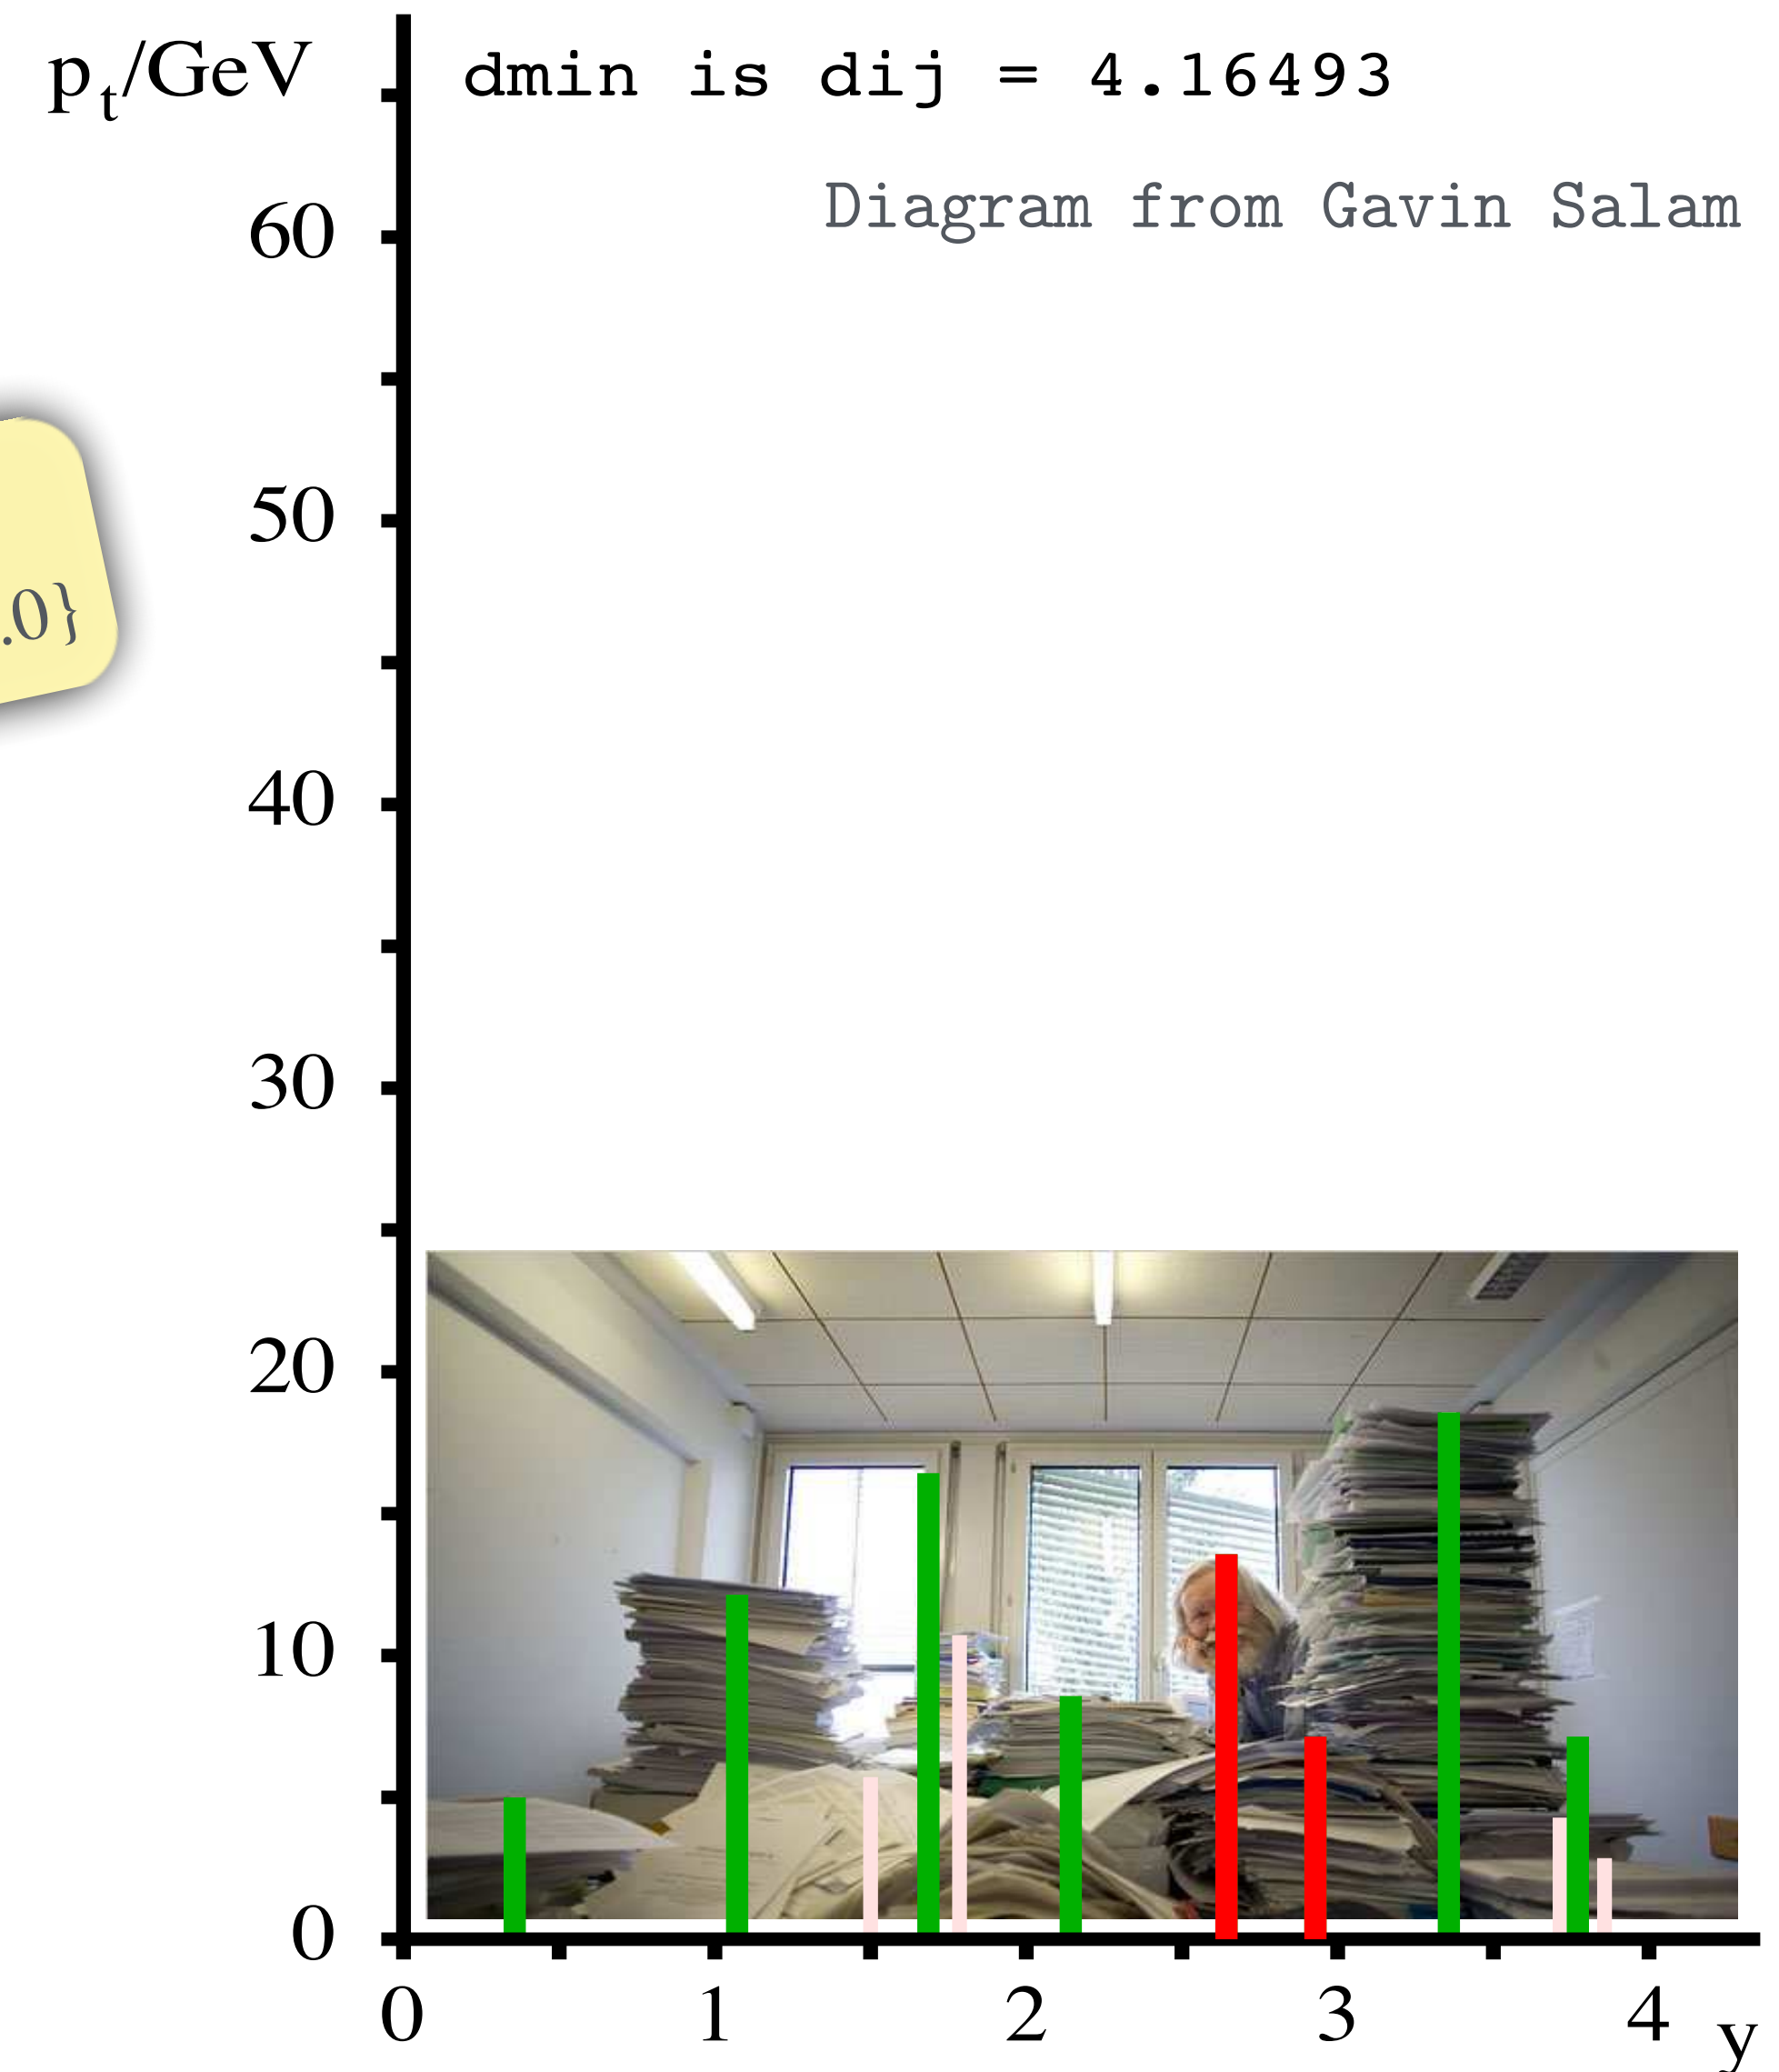 pt/GeV
dmin is dij = 4.16493
Diagram from Gavin Salam
60
50
.0}
40
30
20
10
0
0 1 2 3 4 y